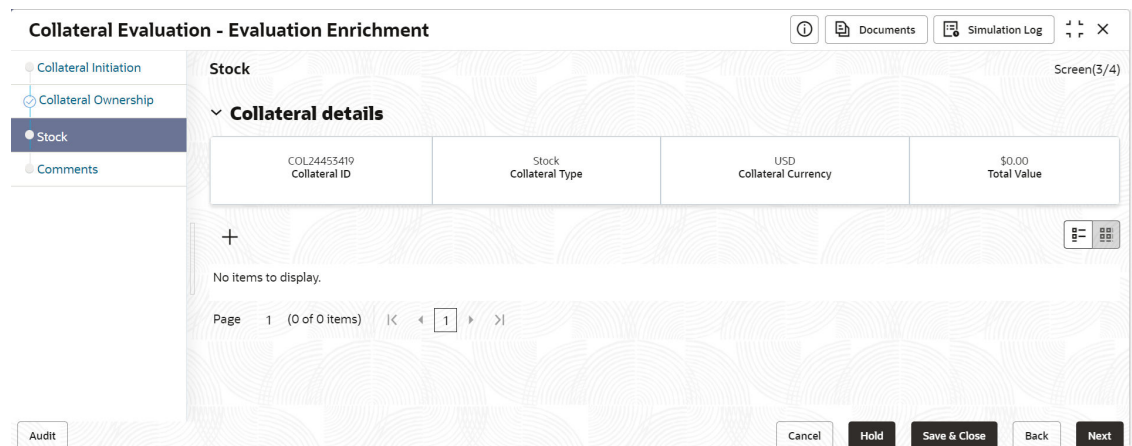 Collateral Evaluation - Evaluation Enrichment
Documents
Simulation Log
Collateral Initiation
Collateral Ownership
Stock
Comments
Stock
Screen(3/4)
Collateral details
COL24453419
Collateral ID
Stock
Collateral Type
USD
Collateral Currency
$0.00
Total Value
No items to display.
Page 1 (0 of 0 items) 1
Audit
Cancel
Hold
Save & Close
Back
Next